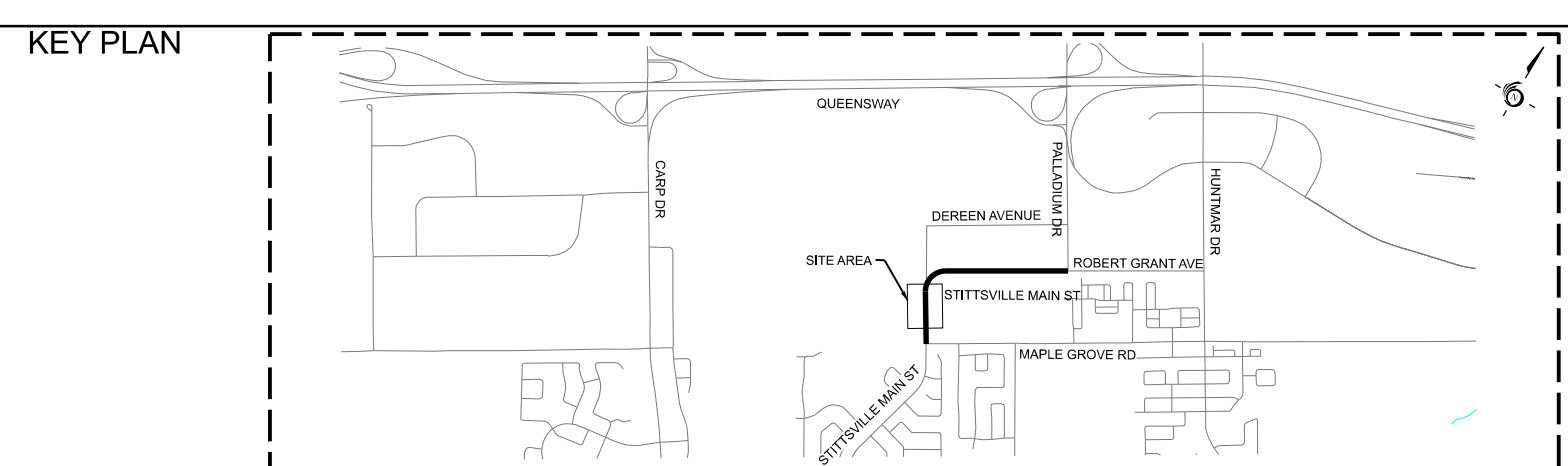 KEY PLAN
QUEENSWAY
N
CARP DR
PALLADIUM DR
HUNTMAR DR
DEREEN AVENUE
SITE AREA
ROBERT GRANT AVE
STITTSVILLE MAIN ST
MAPLE GROVE RD
STITTSVILLE MAIN ST